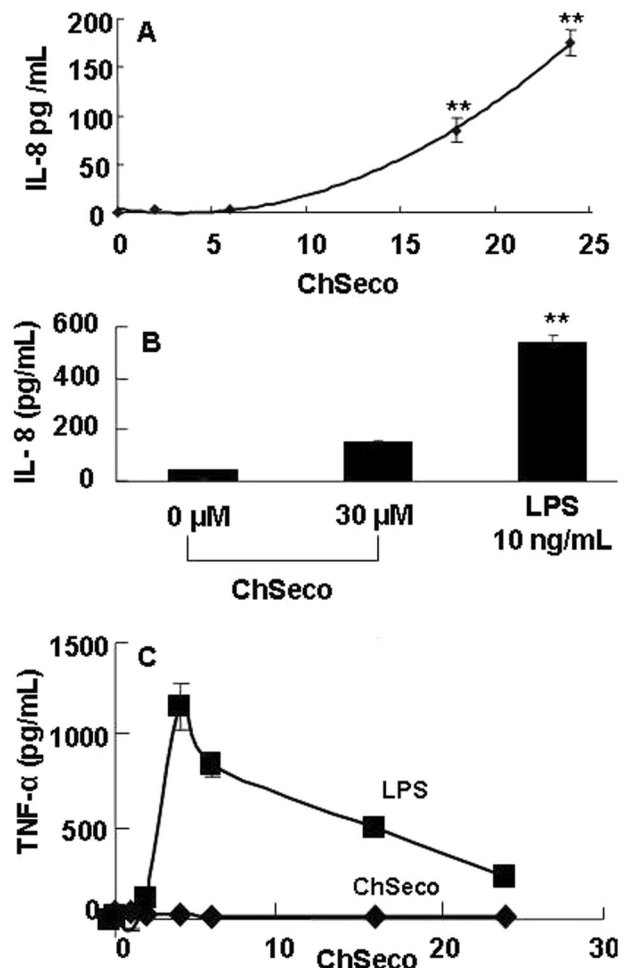 A
IL-8 pg /mL
200
150
100
50
0
**
**
0 5 10 15 20 25
ChSeco
B
IL- 8 (pg/mL)
600
400
200
0
**
0 µM 30 µM LPS
10 ng/mL
ChSeco
C
TNF-α (pg/mL)
1500
1000
500
0
LPS
ChSeco
0 10 20 30
ChSeco